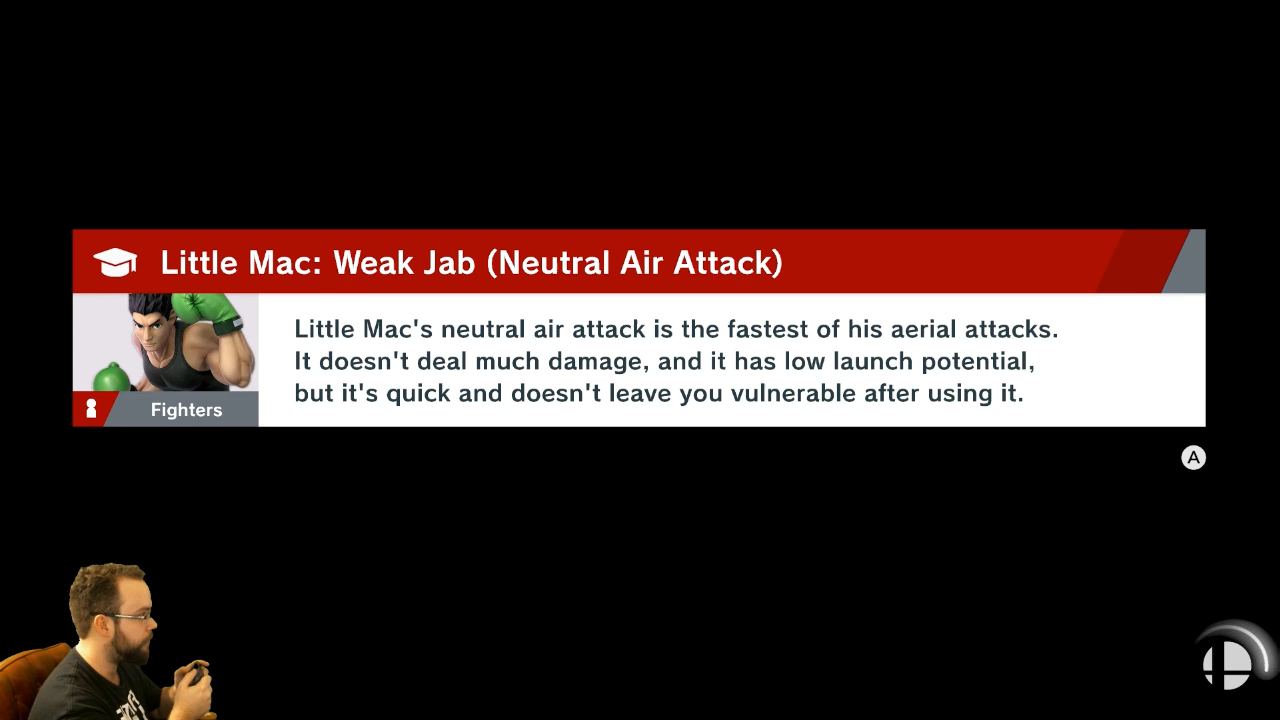 Little Mac: Weak Jab (Neutral Air Attack)
Little Mac's neutral air attack is the fastest of his aerial attacks.
It doesn't deal much damage, and it has low launch potential,
but it's quick and doesn't leave you vulnerable after using it.
Fighters
A